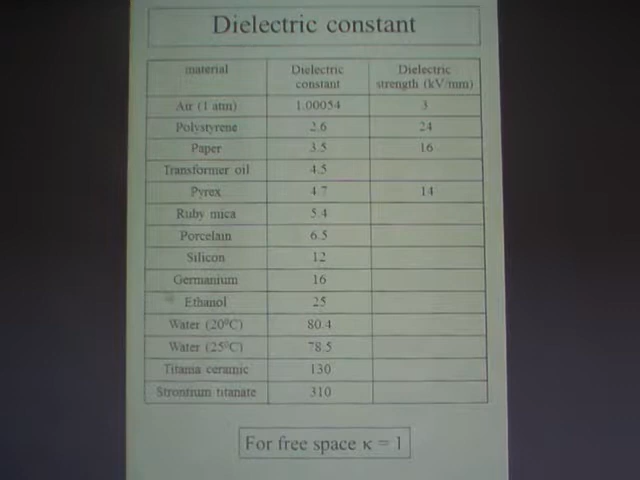 Dielectric constant
material Dielectric constant Dielectric strength (kV/mm)
Air (1 atm) 1.00054 3
Polystyrene 2.6 24
Paper 3.5 16
Transformer oil 4.5
Pyrex 4.7 14
Ruby mica 5.4
Porcelain 6.5
Silicon 12
Germanium 16
Ethanol 25
Water (20⁰C) 80.4
Water (25⁰C) 78.5
Titania ceramic 130
Strontium titanate 310
For free space κ = 1